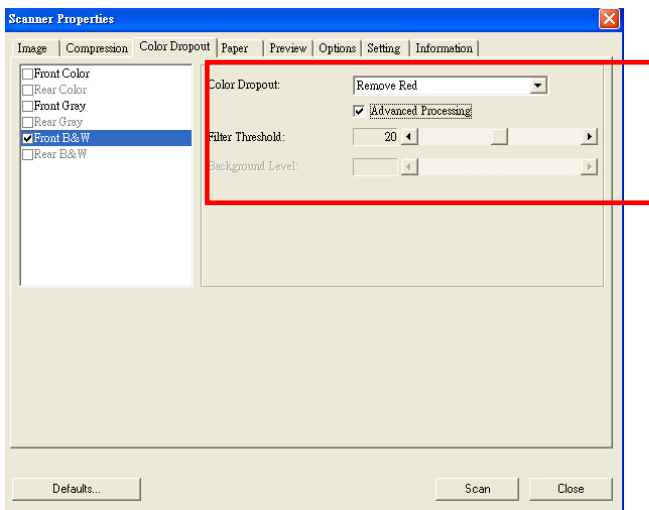 Scanner Properties
Image Compression Color Dropout Paper Preview Options Setting Information
Front Color
Rear Color
Front Gray
Rear Gray
Front B&W
Rear B&W
Color Dropout: Remove Red
Advanced Processing
Filter Threshold: 20
Background Level:
Defaults... Scan Close